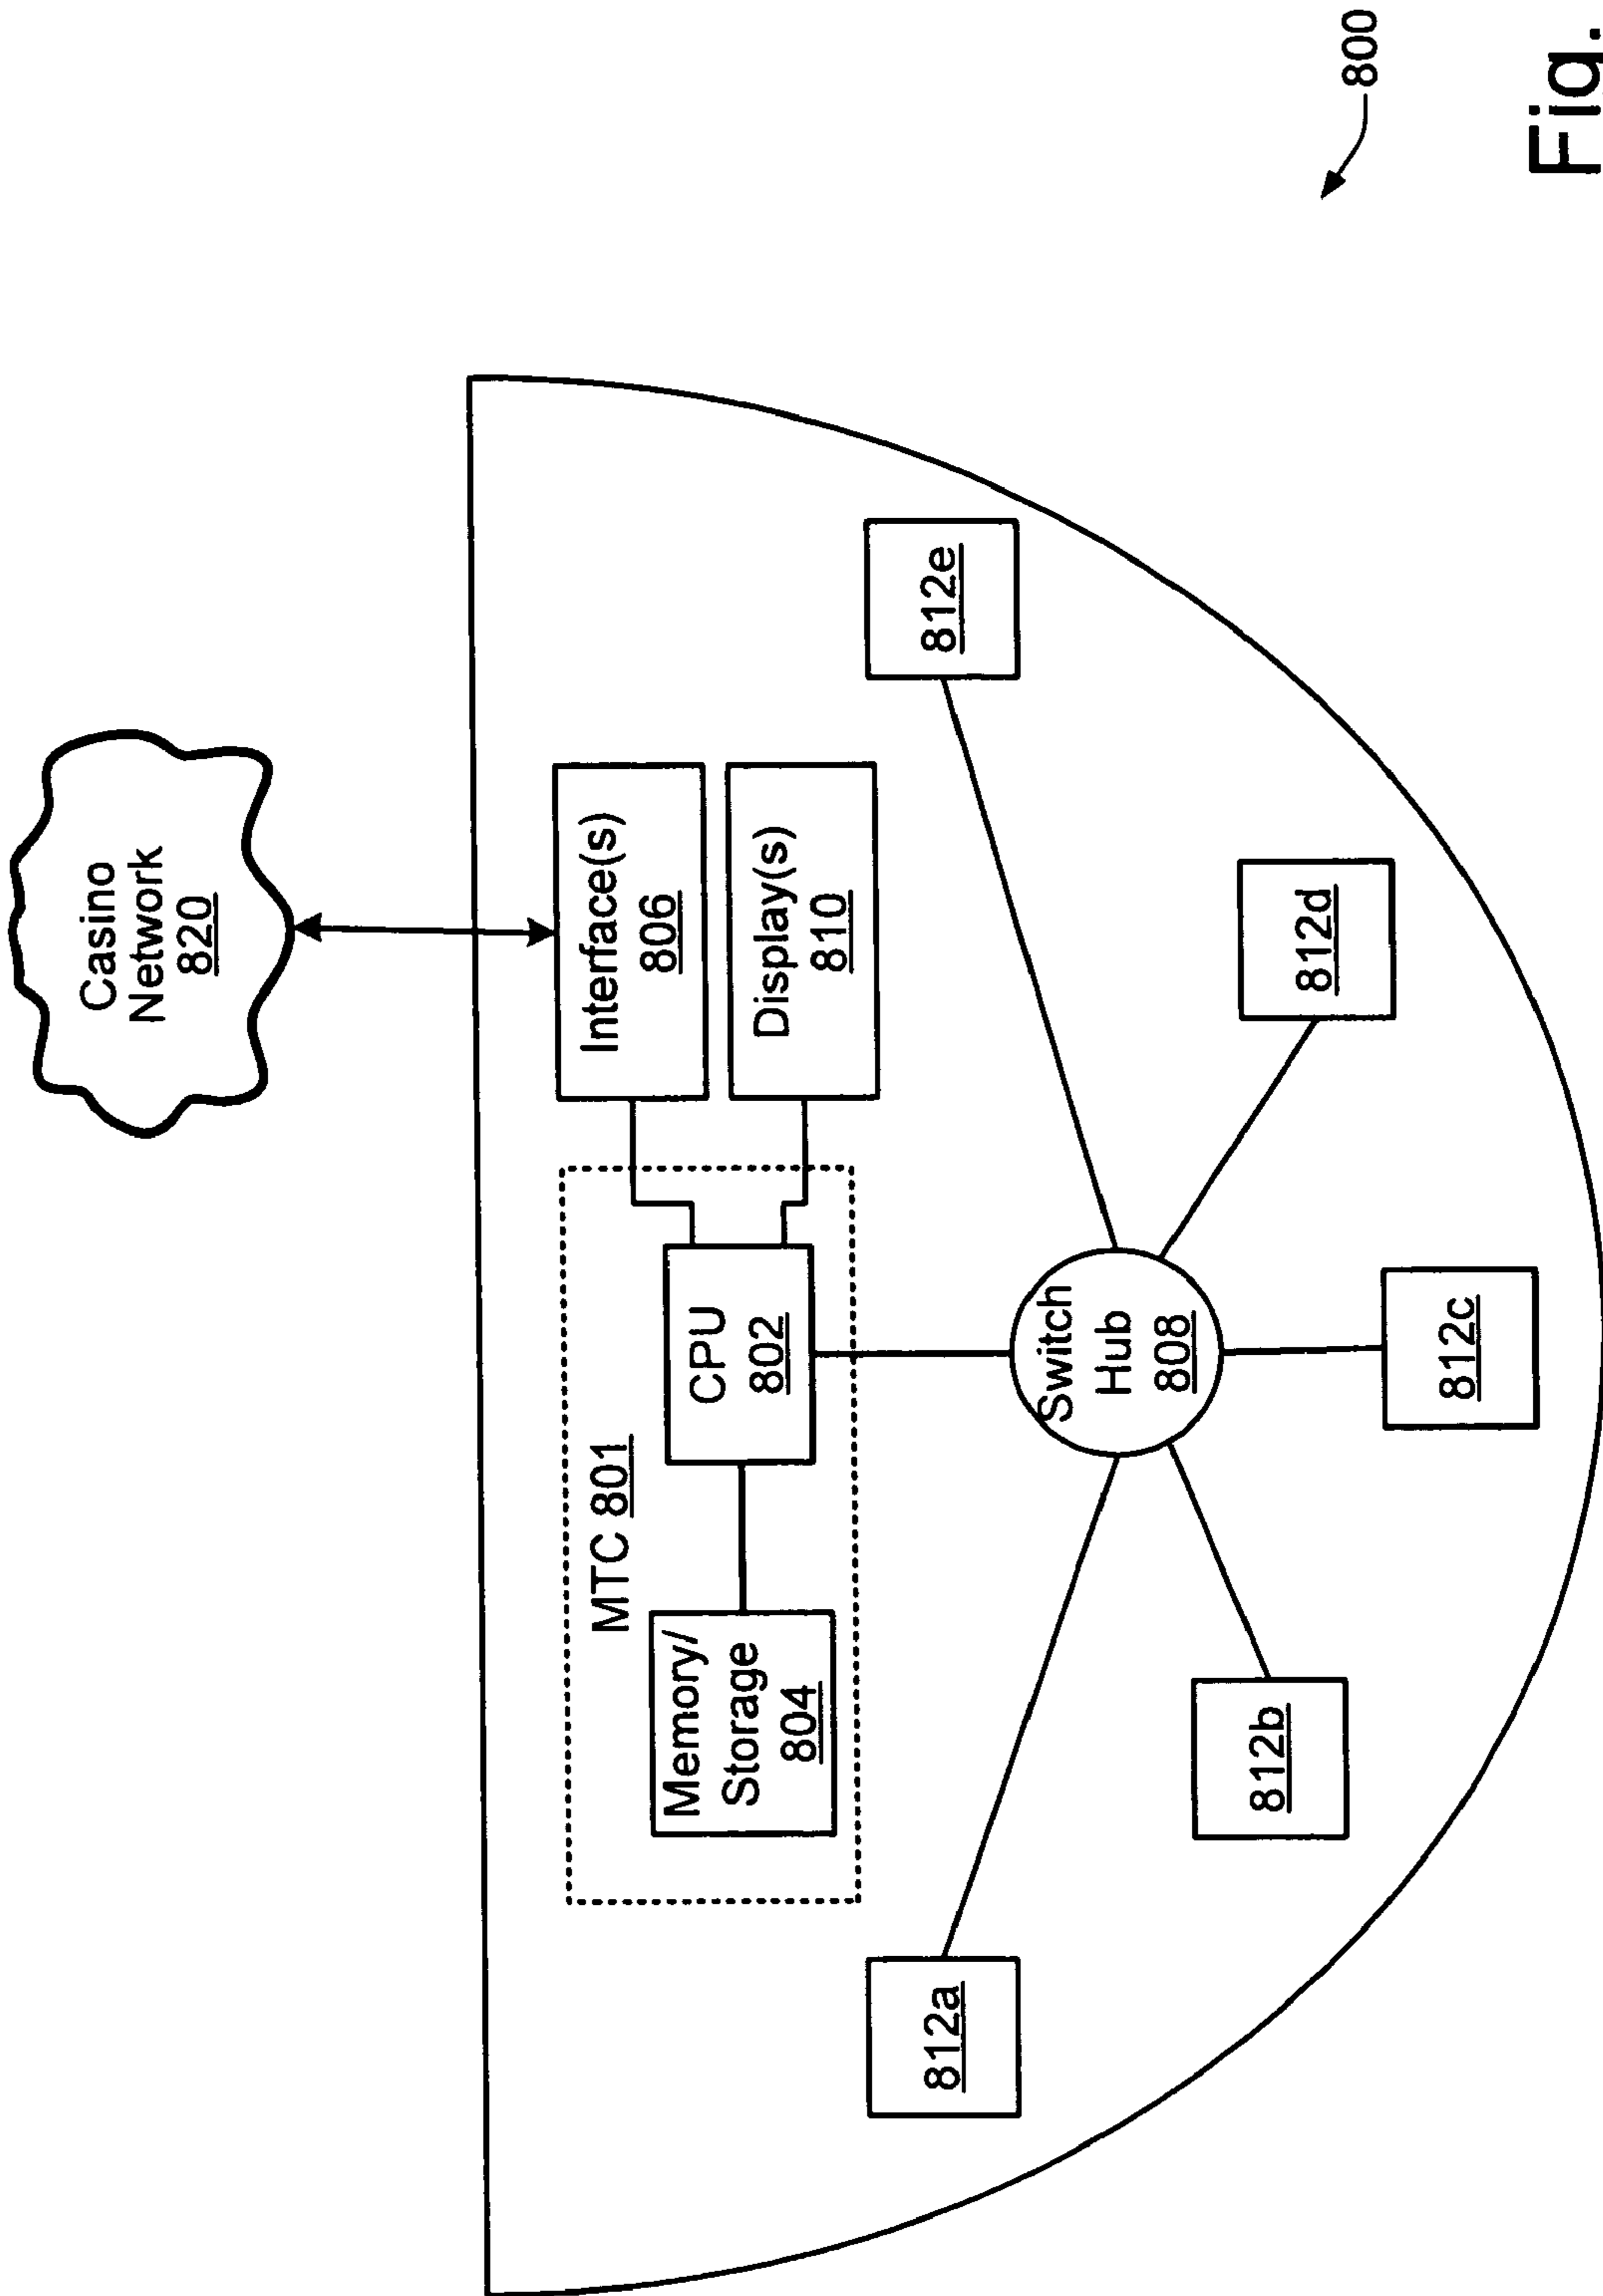 Casino
Network
820
Interface(s)
806
Display(s)
810
MTC 801
CPU
802
Memory/
Storage
804
Switch
Hub
808
812a
812b
812c
812d
812e
800
Fig.